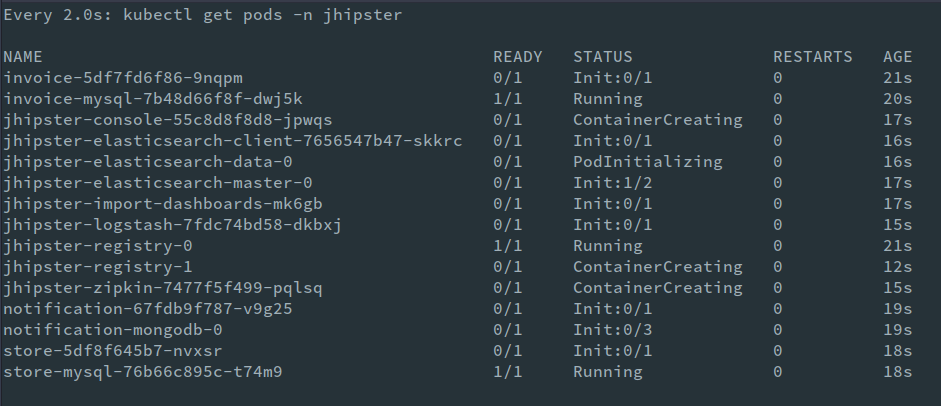 Every 2.0s: kubectl get pods -n jhipster
NAME READY STATUS RESTARTS AGE
invoice-5df7fd6f86-9nqpm 0/1 Init:0/1 0 21s
invoice-mysql-7b48d66f8f-dwj5k 1/1 Running 0 20s
jhipster-console-55c8d8f8d8-jpwqs 0/1 ContainerCreating 0 17s
jhipster-elasticsearch-client-7656547b47-skkrc 0/1 Init:0/1 0 16s
jhipster-elasticsearch-data-0 0/1 PodInitializing 0 16s
jhipster-elasticsearch-master-0 0/1 Init:1/2 0 17s
jhipster-import-dashboards-mk6gb 0/1 Init:0/1 0 17s
jhipster-logstash-7fdc74bd58-dkbxj 0/1 Init:0/1 0 15s
jhipster-registry-0 1/1 Running 0 21s
jhipster-registry-1 0/1 ContainerCreating 0 12s
jhipster-zipkin-7477f5f499-pqlsq 0/1 ContainerCreating 0 15s
notification-67fdb9f787-v9g25 0/1 Init:0/1 0 19s
notification-mongodb-0 0/1 Init:0/3 0 19s
store-5df8f645b7-nvxsr 0/1 Init:0/1 0 18s
store-mysql-76b66c895c-t74m9 1/1 Running 0 18s